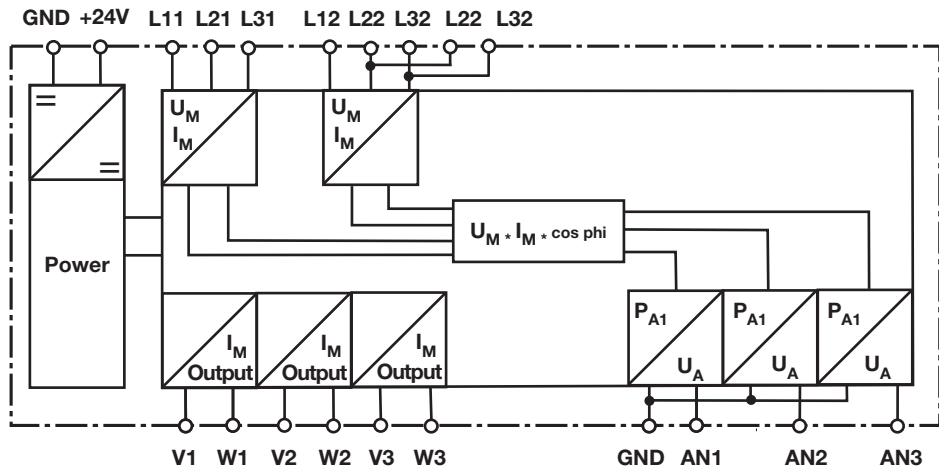 GND +24V L11 L21 L31 L12 L22 L32 L22 L32
U_M
I_M
U_M
I_M
Power
U_M * I_M * cos phi
I_M
Output
I_M
Output
I_M
Output
P_A1
U_A
P_A1
U_A
P_A1
U_A
V1 W1 V2 W2 V3 W3 GND AN1 AN2 AN3